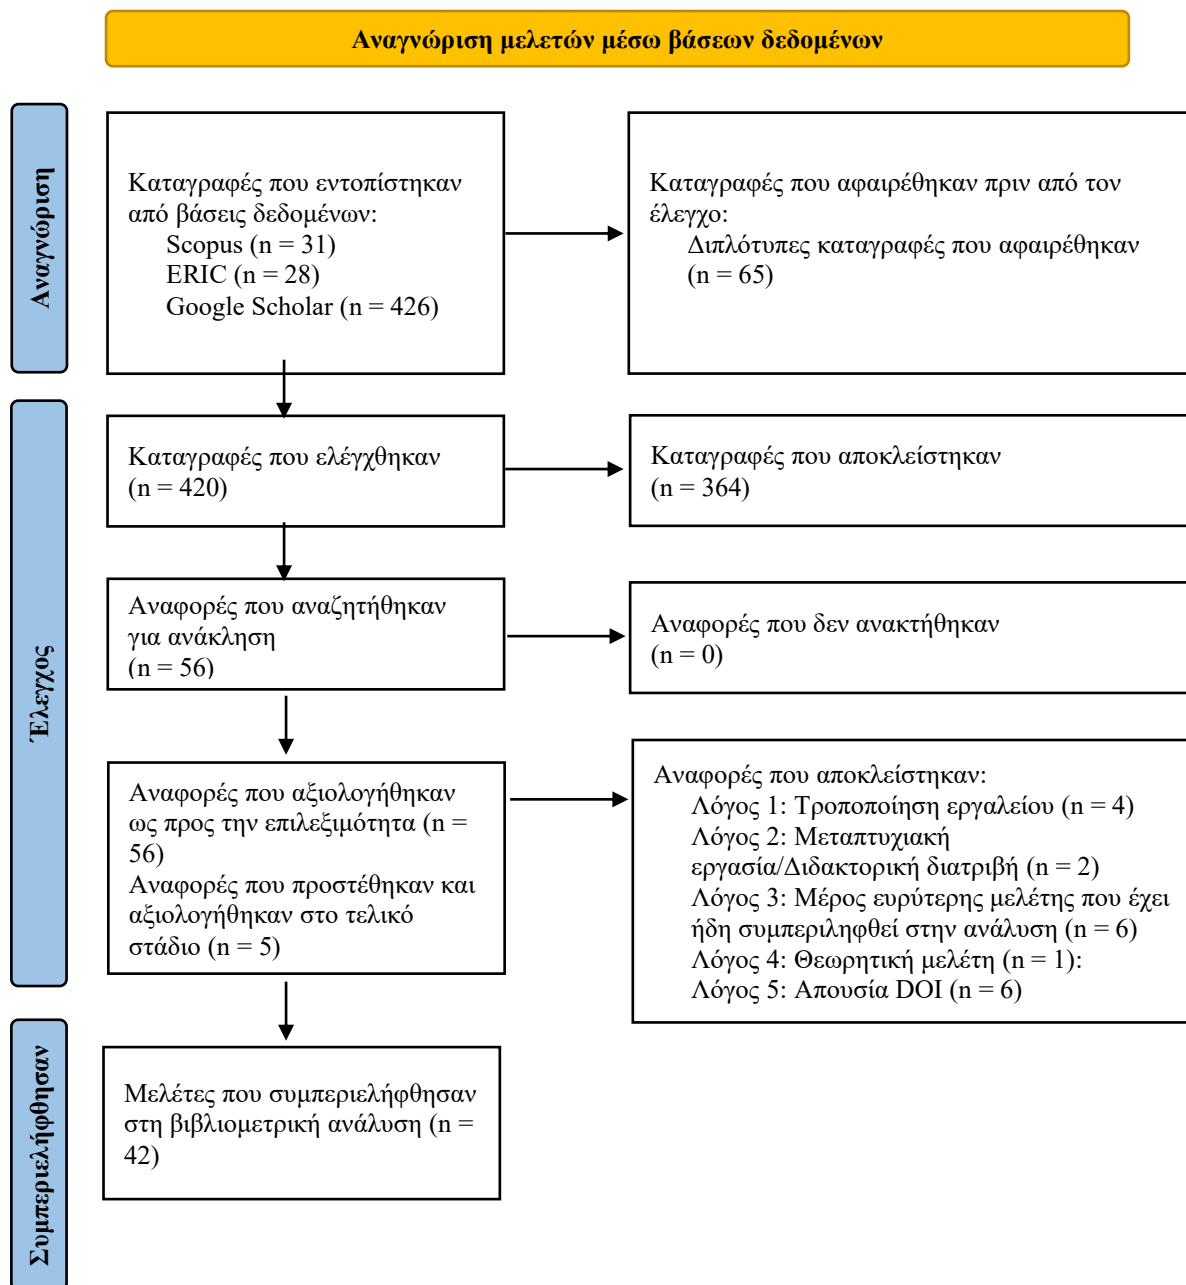 Αναγνώριση μελετών μέσω βάσεων δεδομένων
Αναγνώριση
Καταγραφές που εντοπίστηκαν
από βάσεις δεδομένων:
Scopus (n = 31)
ERIC (n = 28)
Google Scholar (n = 426)
Καταγραφές που αφαιρέθηκαν πριν από τον
έλεγχο:
Διπλότυπες καταγραφές που αφαιρέθηκαν
(n = 65)
Έλεγχος
Καταγραφές που ελέγχθηκαν
(n = 420)
Καταγραφές που αποκλείστηκαν
(n = 364)
Αναφορές που αναζητήθηκαν
για ανάκληση
(n = 56)
Αναφορές που δεν ανακτήθηκαν
(n = 0)
Αναφορές που αξιολογήθηκαν
ως προς την επιλεξιμότητα (n =
56)
Αναφορές που προστέθηκαν και
αξιολογήθηκαν στο τελικό
στάδιο (n = 5)
Αναφορές που αποκλείστηκαν:
Λόγος 1: Τροποποίηση εργαλείου (n = 4)
Λόγος 2: Μεταπτυχιακή
εργασία/Διδακτορική διατριβή (n = 2)
Λόγος 3: Μέρος ευρύτερης μελέτης που έχει
ήδη συμπεριληφθεί στην ανάλυση (n = 6)
Λόγος 4: Θεωρητική μελέτη (n = 1):
Λόγος 5: Απουσία DOI (n = 6)
Συμπεριελήφθησαν
Μελέτες που συμπεριελήφθησαν
στη βιβλιομετρική ανάλυση (n =
42)